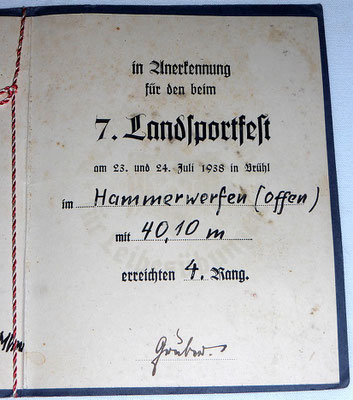 in Anerkennung
für den beim
7. Landsportfest
am 23. und 24. Juli 1938 in Brühl
im Hammerwerfen (offen)
mit 40,10 m
erreichten 4. Rang.
Gruber